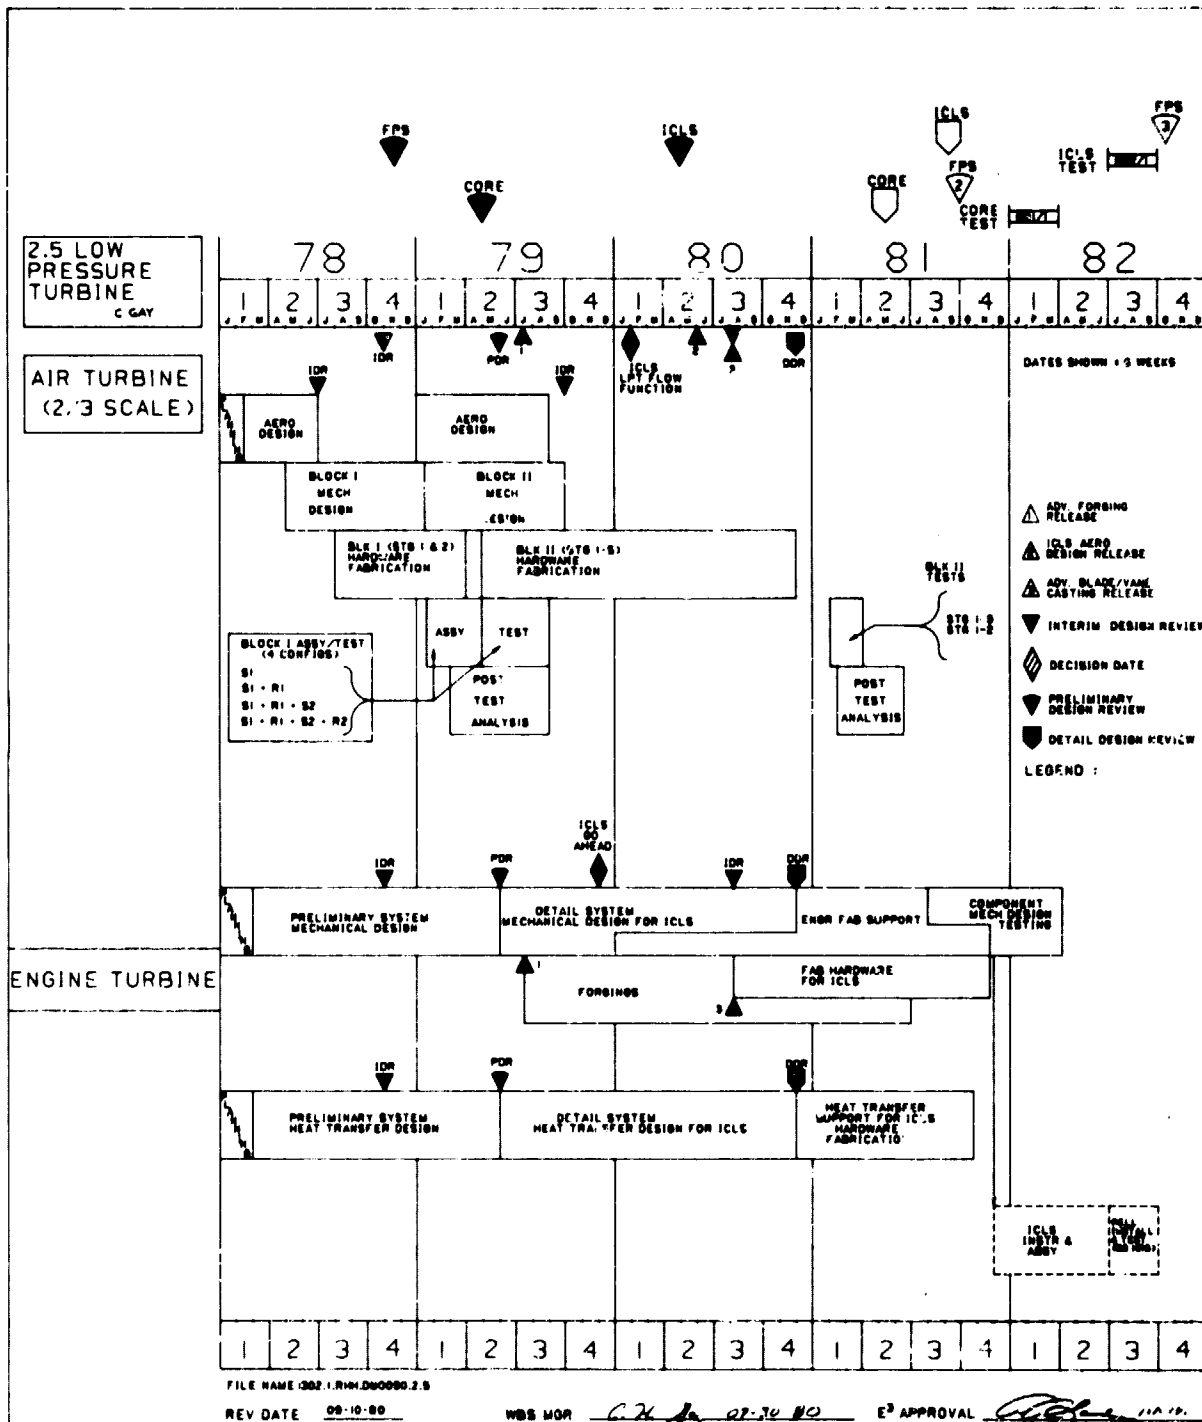 FPS
ICLS
ICLS
FPS
3
ICLS
TEST
CORE
CORE
FPS
2
CORE
TEST
2.5 LOW
PRESSURE
TURBINE
C GAY
78 79 80 81 82
1 2 3 4 1 2 3 4 1 2 3 4 1 2 3 4 1 2 3 4
J F M A M J J A S O N D J F M A M J J A S O N D J F M A M J J A S O N D J F M A M J J A S O N D J F M A M J J A S O N D
IDR
PDR
1
ICLS
LPT FLOW
FUNCTION
2
DDR
DATES SHOWN
WEEKS
AIR TURBINE
(2/3 SCALE)
IDR
IDR
AERO
DESIGN
AERO
DESIGN
BLOCK I
MECH
DESIGN
BLOCK II
MECH
ESIGN
BLK I (STG 1 & 2)
HARDWARE
FABRICATION
BLK II (STG 1-5)
HARDWARE
FABRICATION
BLK II
TESTS
STG 1-5
STG 1-2
ASSY
TEST
BLOCK I ASSY/TEST
(4 CONFIGS)
S1
S1 + R1
S1 + R1 + S2
S1 + R1 + S2 + R2
POST
TEST
ANALYSIS
POST
TEST
ANALYSIS
ADV. FORGING
RELEASE
ICLS AERO
DESIGN RELEASE
ADV. BLADE/VANE
CASTING RELEASE
INTERIM DESIGN REVIEW
DECISION DATE
PRELIMINARY
DESIGN REVIEW
DETAIL DESIGN REVIEW
LEGEND :
ICLS
GO
AHEAD
IDR
PDR
IDR
DDR
PRELIMINARY SYSTEM
MECHANICAL DESIGN
DETAIL SYSTEM
MECHANICAL DESIGN FOR ICLS
ENGR FAB SUPPORT
COMPONENT
MECH DESIGN
TESTING
ENGINE TURBINE
1
FORGINGS
3
FAB HARDWARE
FOR ICLS
IDR
PDR
DDR
PRELIMINARY SYSTEM
HEAT TRANSFER DESIGN
DETAIL SYSTEM
HEAT TRANSFER DESIGN FOR ICLS
HEAT TRANSFER
SUPPORT FOR ICLS
HARDWARE
FABRICATION
ICLS
INSTR &
ASSY
INSTALL
& TEST
1 2 3 4 1 2 3 4 1 2 3 4 1 2 3 4 1 2 3 4
FILE NAME
REV DATE 09-10-80
WBS MGR
E3 APPROVAL